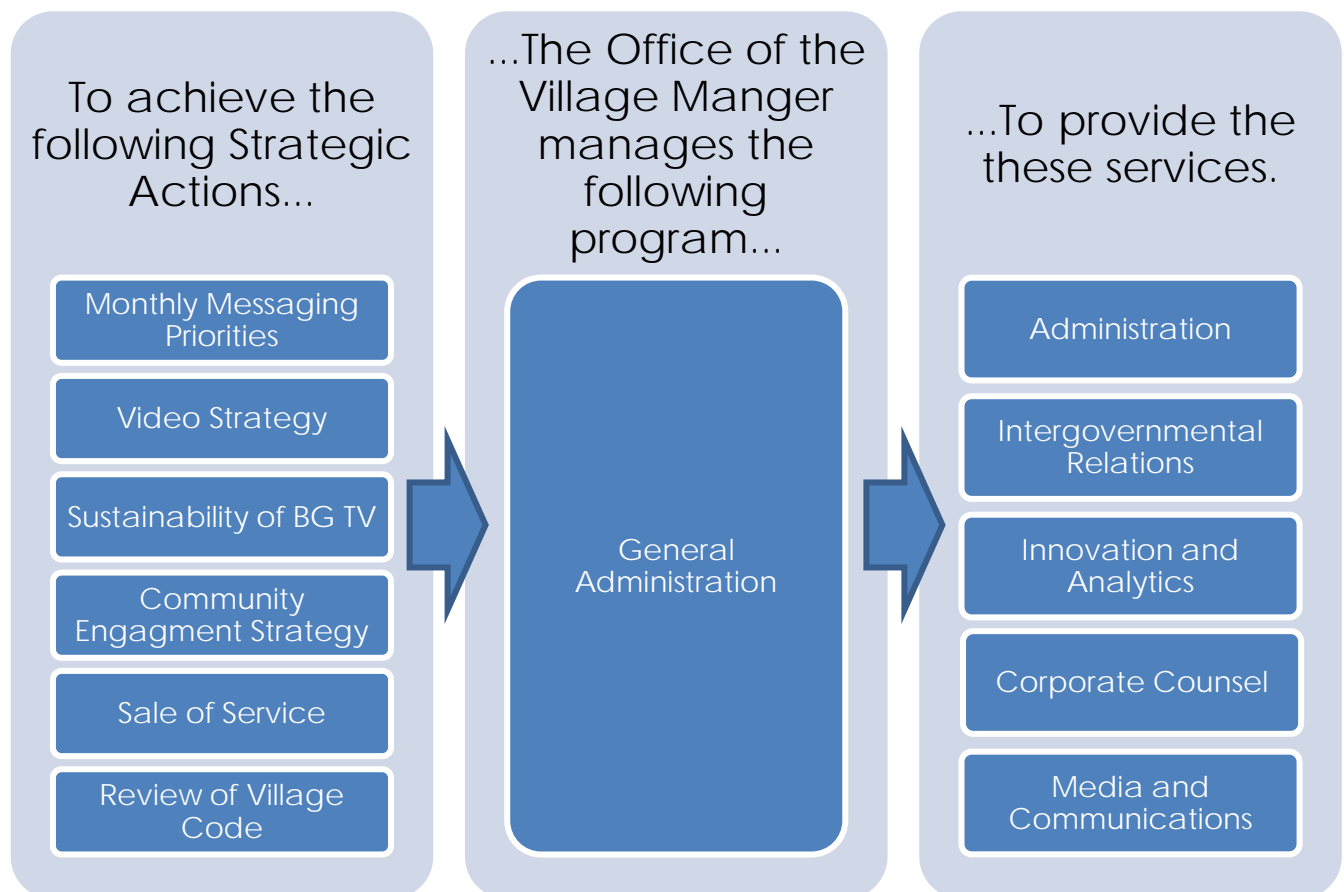 To achieve the
following Strategic
Actions...
Monthly Messaging
Priorities
Video Strategy
Sustainability of BG TV
Community
Engagment Strategy
Sale of Service
Review of Village
Code
...The Office of the
Village Manger
manages the
following
program...
General
Administration
...To provide the
these services.
Administration
Intergovernmental
Relations
Innovation and
Analytics
Corporate Counsel
Media and
Communications